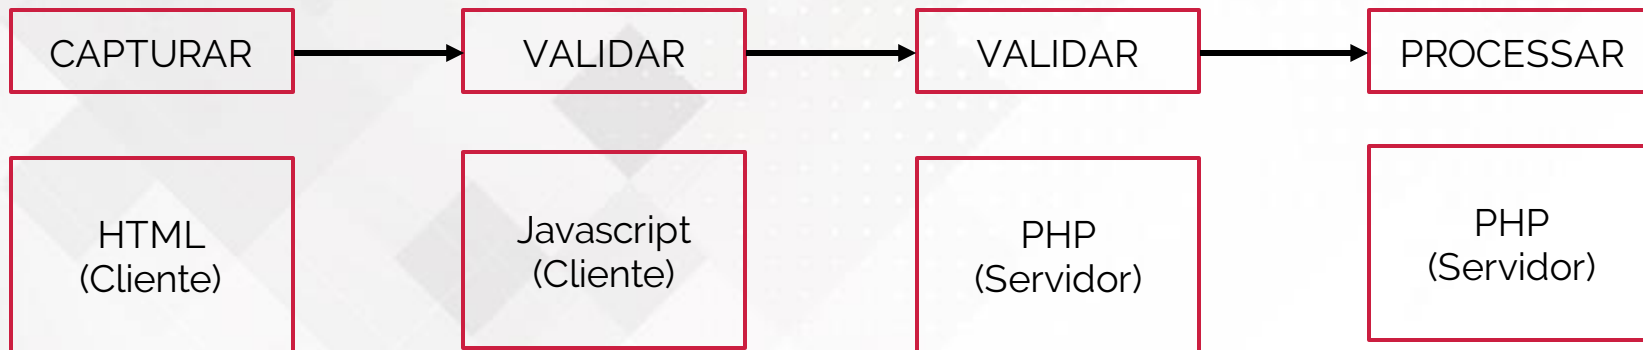 CAPTURAR
VALIDAR
VALIDAR
PROCESSAR
HTML
(Cliente)
Javascript
(Cliente)
PHP
(Servidor)
PHP
(Servidor)